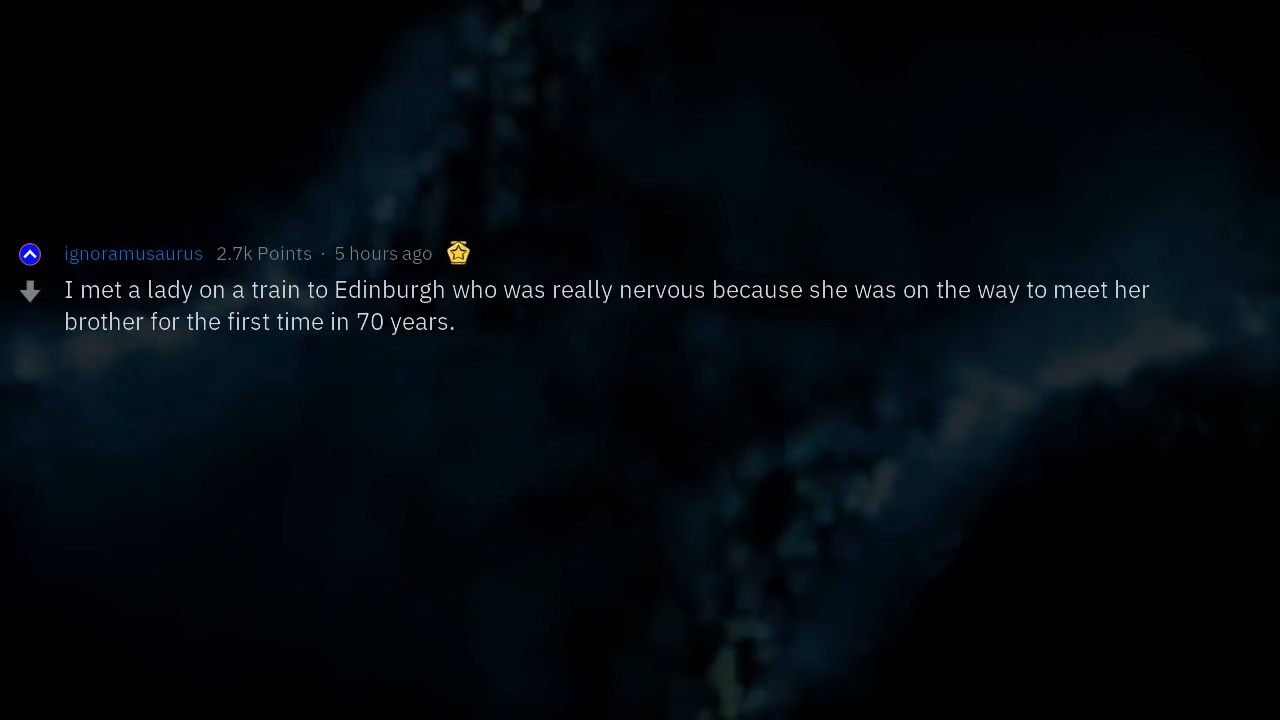 ignoramusaurus 2.7k Points · 5 hours ago
I met a lady on a train to Edinburgh who was really nervous because she was on the way to meet her
brother for the first time in 70 years.